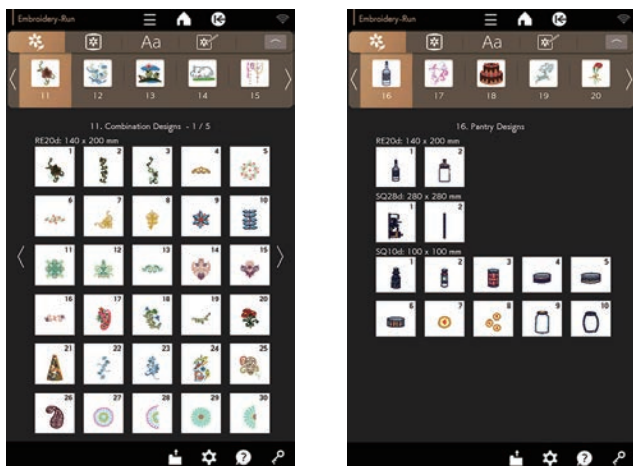 Embroidery-Run
Aa
11 12 13 14 15
11. Combination Designs - 1 / 5
RE20d: 140 x 200 mm
1 2 3 4 5
6 7 8 9 10
11 12 13 14 15
16 17 18 19 20
21 22 23 24 25
26 27 28 29 30
?
Embroidery-Run
Aa
16 17 18 19 20
16. Pantry Designs
RE20d: 140 x 200 mm
1 2
SQ28d: 280 x 280 mm
1 2
SQ10d: 100 x 100 mm
1 2 3 4 5
6 7 8 9 10
?